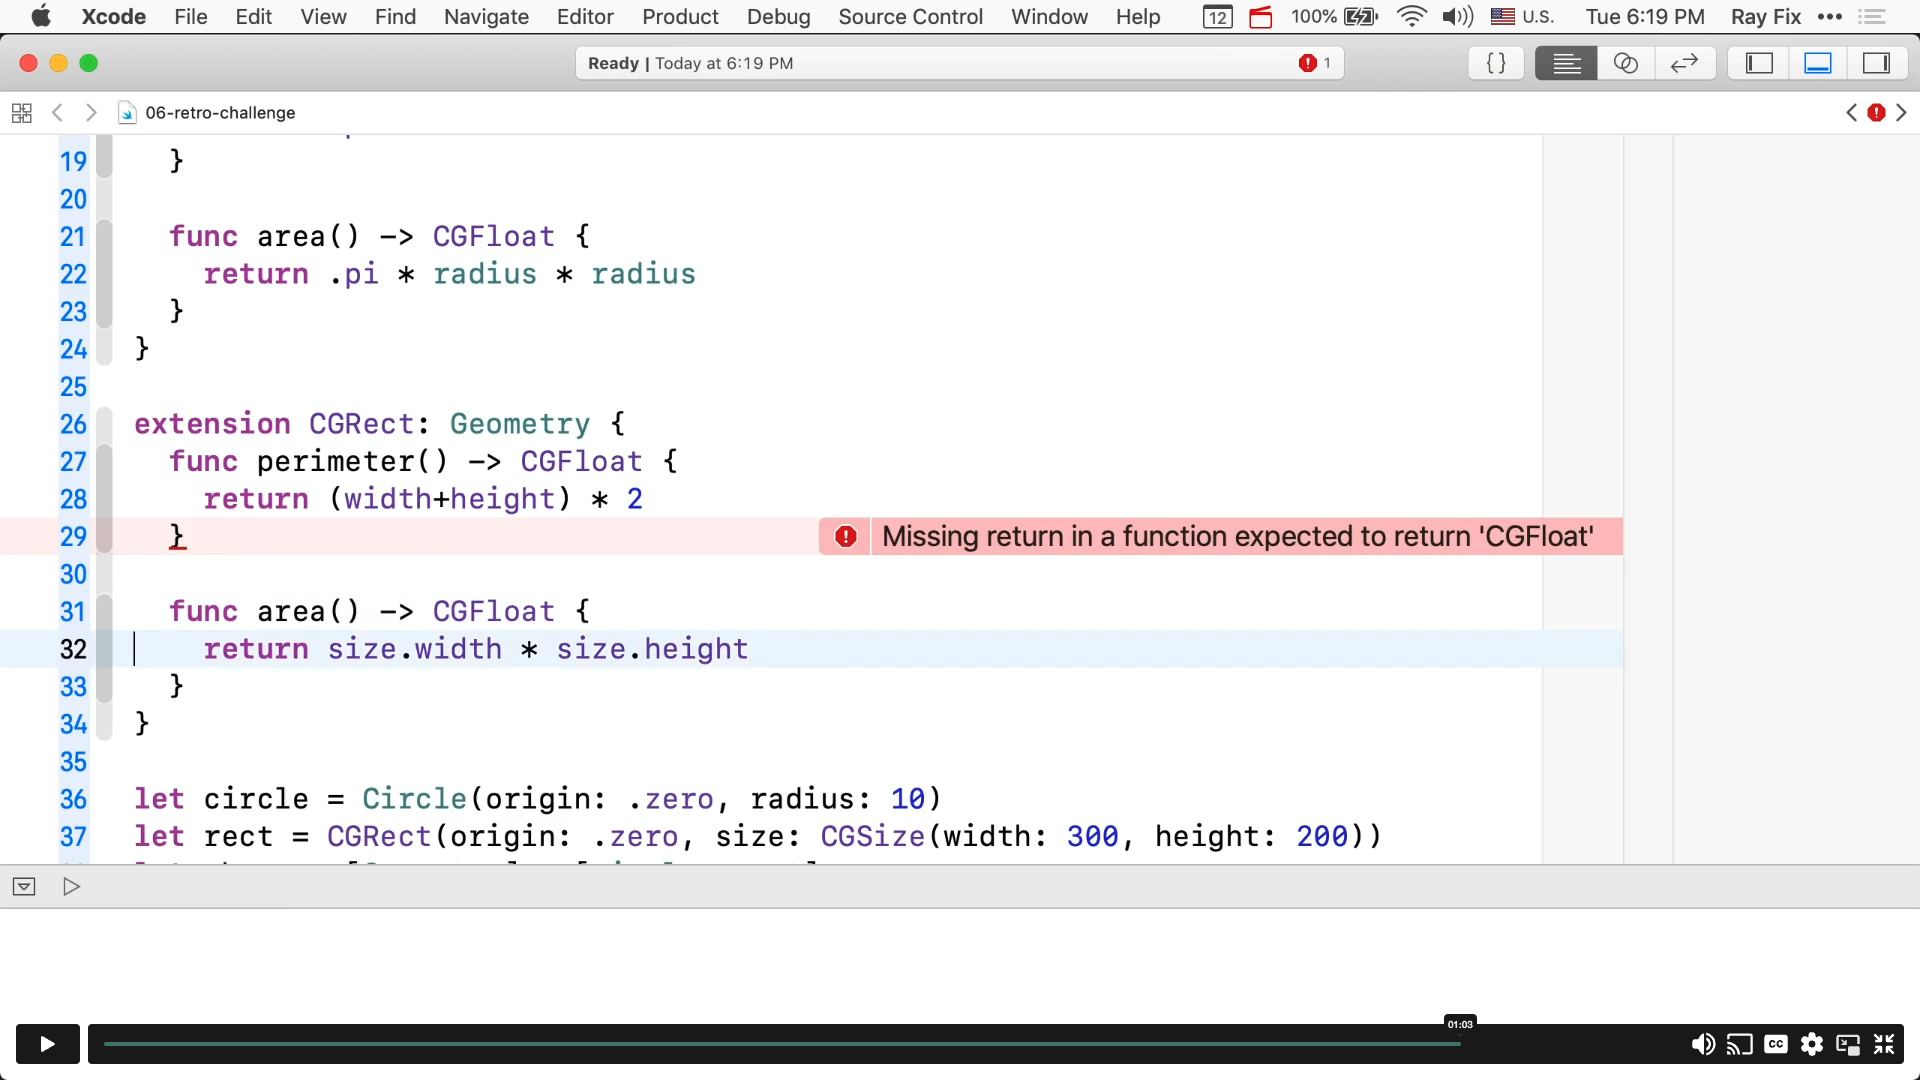 Xcode File Edit View Find Navigate Editor Product Debug Source Control Window Help 12 100% U.S. Tue 6:19 PM Ray Fix
Ready | Today at 6:19 PM 1
{}
06-retro-challenge
19 }
20
21 func area() -> CGFloat {
22 return .pi * radius * radius
23 }
24 }
25
26 extension CGRect: Geometry {
27 func perimeter() -> CGFloat {
28 return (width+height) * 2
29 } Missing return in a function expected to return 'CGFloat'
30
31 func area() -> CGFloat {
32 return size.width * size.height
33 }
34 }
35
36 let circle = Circle(origin: .zero, radius: 10)
37 let rect = CGRect(origin: .zero, size: CGSize(width: 300, height: 200))
01:03
CC